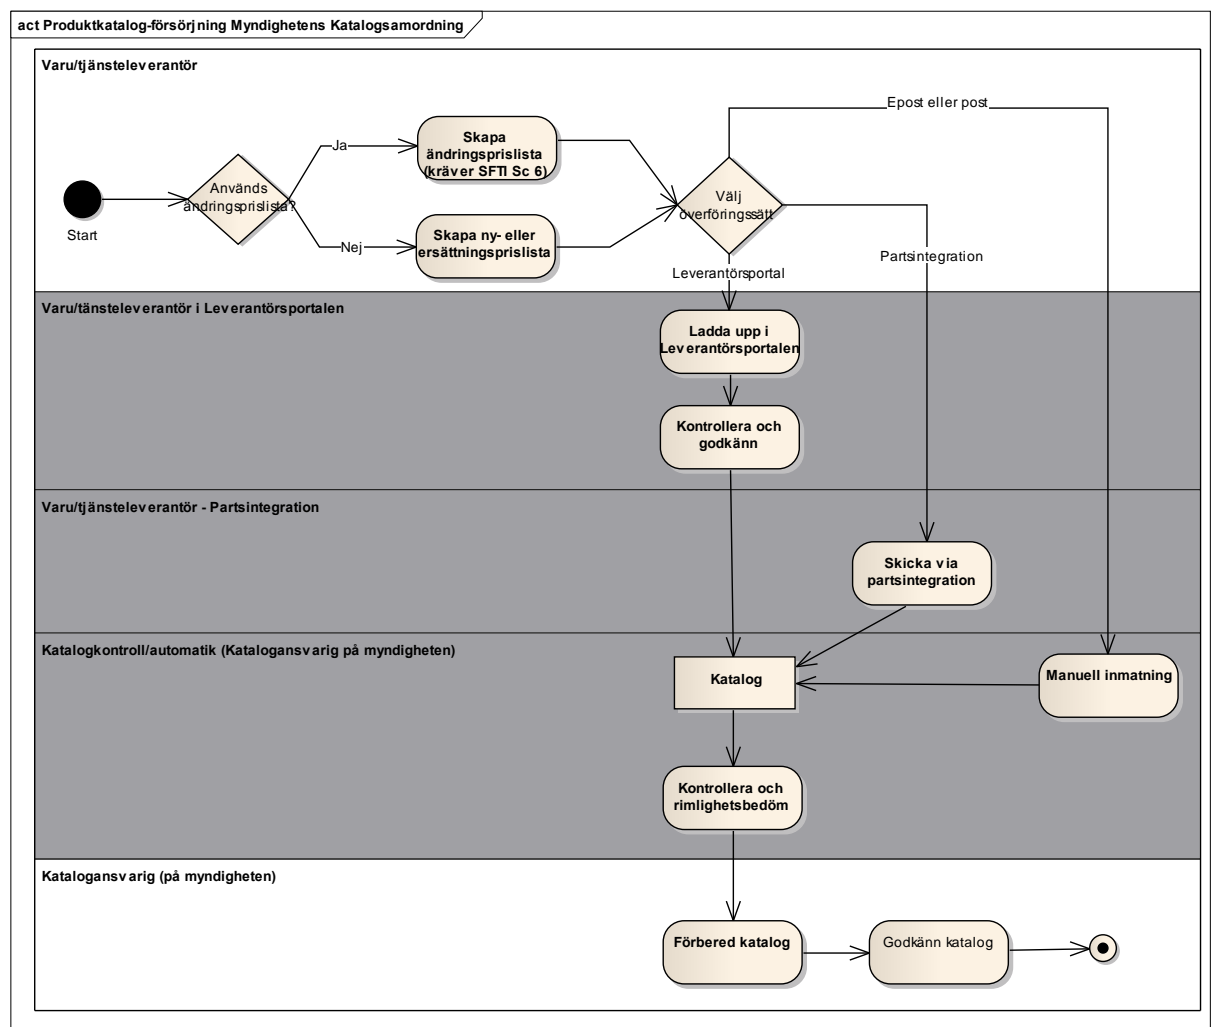 act Produktkatalog-försörjning Myndighetens Katalogsamordning
Varu/tjänsteleverantör
Epost eller post
Ja
Skapa
ändringsprislista
(kräver SFTI Sc 6)
Används
ändringsprislista?
Välj
överföringssätt
Start
Nej
Skapa ny- eller
ersättningsprislista
Partsintegration
Leverantörsportal
Varu/tänsteleverantör i Leverantörsportalen
Ladda upp i
Leverantörsportalen
Kontrollera och
godkänn
Varu/tjänsteleverantör - Partsintegration
Skicka via
partsintegration
Katalogkontroll/automatik (Katalogansvarig på myndigheten)
Katalog
Manuell inmatning
Kontrollera och
rimlighetsbedöm
Katalogansvarig (på myndigheten)
Förbered katalog
Godkänn katalog